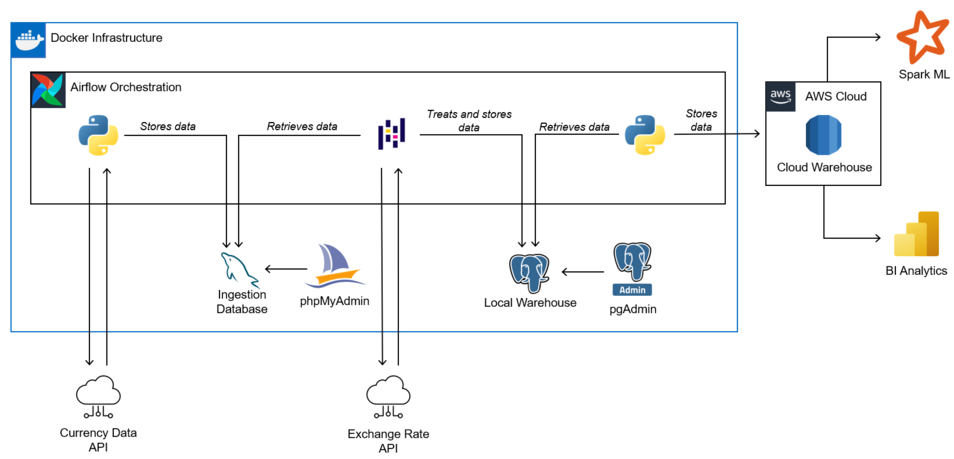 Docker Infrastructure
Spark ML
Airflow Orchestration
aws
AWS Cloud
Stores data
Retrieves data
Treats and stores
data
Retrieves data
Stores
data
Cloud Warehouse
BI Analytics
Ingestion
Database
phpMyAdmin
Local Warehouse
Admin
pgAdmin
Currency Data
API
Exchange Rate
API